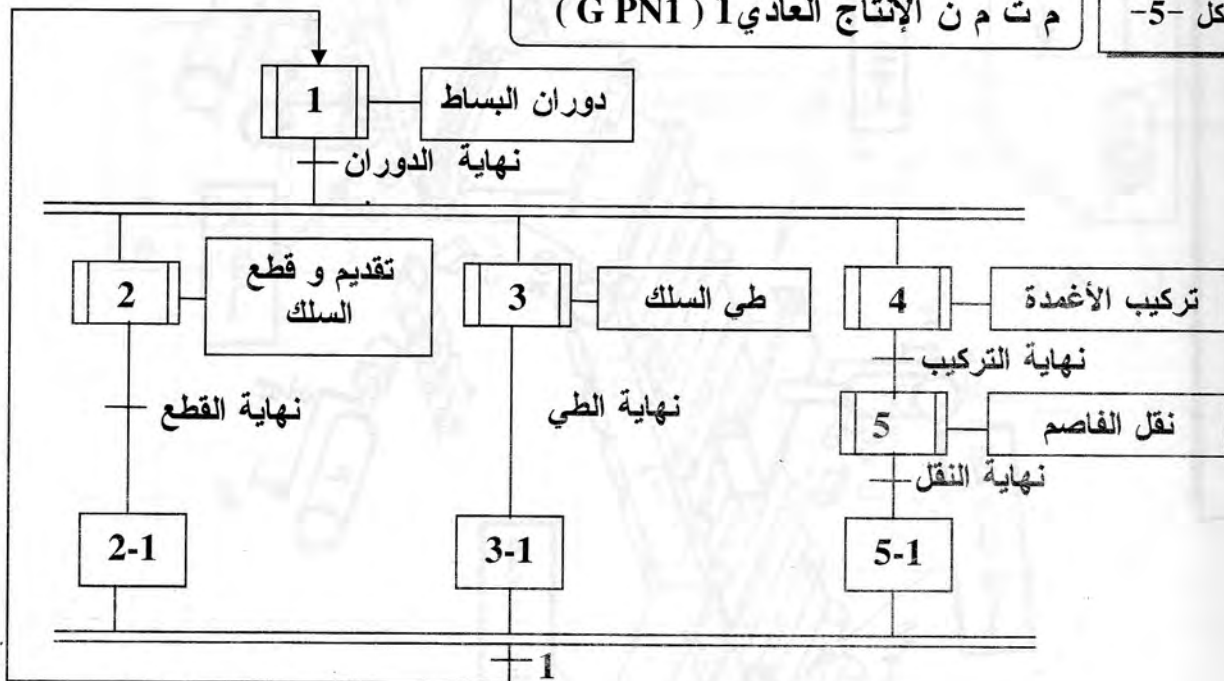 كل -5-
م ت م ن الإنتاج العادي1 ( G PN1 )
1
دوران البساط
نهاية الدوران
2
تقديم و قطع
السلك
3
طي السلك
4
تركيب الأغمدة
نهاية التركيب
نهاية القطع
نهاية الطي
5
نقل الفاصم
نهاية النقل
2-1
3-1
5-1
1